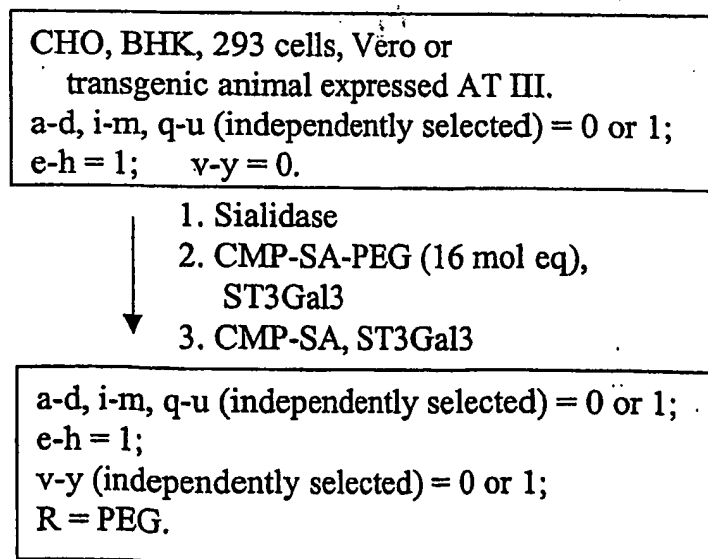 CHO, BHK, 293 cells, Vero or
transgenic animal expressed AT III.
a-d, i-m, q-u (independently selected) = 0 or 1;
e-h = 1; v-y = 0.
1. Sialidase
2. CMP-SA-PEG (16 mol eq),
ST3Gal3
3. CMP-SA, ST3Gal3
a-d, i-m, q-u (independently selected) = 0 or 1;
e-h = 1;
v-y (independently selected) = 0 or 1;
R = PEG.